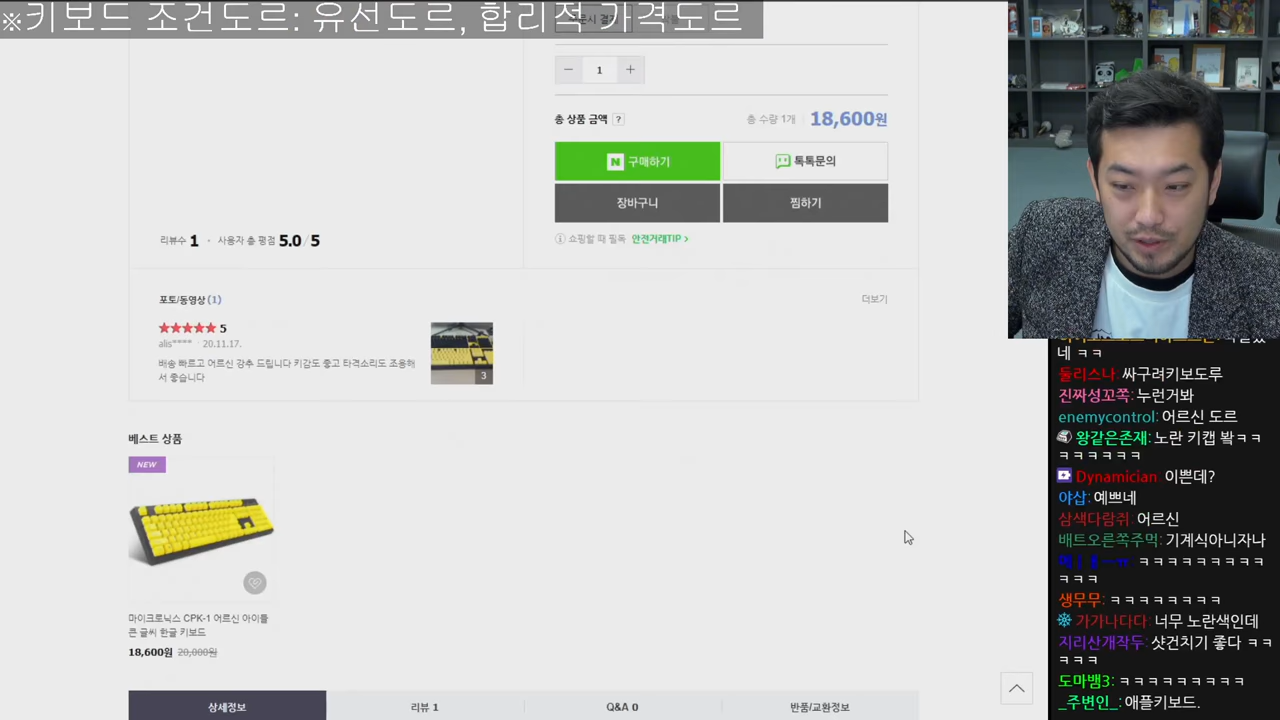 ※키보드 조건도르: 유선도르, 합리적 가격도르
1
총 상품 금액 ?
총 수량 1개
18,600원
N 구매하기
톡톡문의
장바구니
찜하기
리뷰수 1 · 사용자 총 평점 5.0 / 5
쇼핑할 때 필독 안전거래TIP >
포토/동영상 (1)
더보기
★★★★★ 5
alis**** 20.11.17.
배송 빠르고 어르신 강추 드립니다 키감도 좋고 타격소리도 조용해
서 좋습니다
3
베스트 상품
NEW
마이크로닉스 CPK-1 어르신 아이들
큰 글씨 한글 키보드
18,600원 20,000원
상세정보
리뷰 1
Q&A 0
반품/교환정보
네 ㅋㅋ
둘리스나: 싸구려키보도루
진짜성꼬쪽: 누런거봐
enemycontrol: 어르신 도르
왕같은존재: 노란 키캡 봨ㅋㅋ
ㅋㅋㅋㅋㅋㅋ
Dynamician: 이쁜데?
야삽: 예쁘네
삼색다람쥐: 어르신
배트오른쪽주먹: 기계식아니자나
ㅋㅋㅋㅋㅋㅋㅋㅋㅋ
ㅋㅋㅋ
생무무: ㅋㅋㅋㅋㅋㅋㅋㅋ
가가나다다: 너무 노란색인데
지리산개작두: 샷건치기 좋다 ㅋㅋ
ㅋㅋㅋ
도마뱀3: ㅋㅋㅋㅋㅋㅋㅋㅋㅋ
_주변인_: 애플키보드.